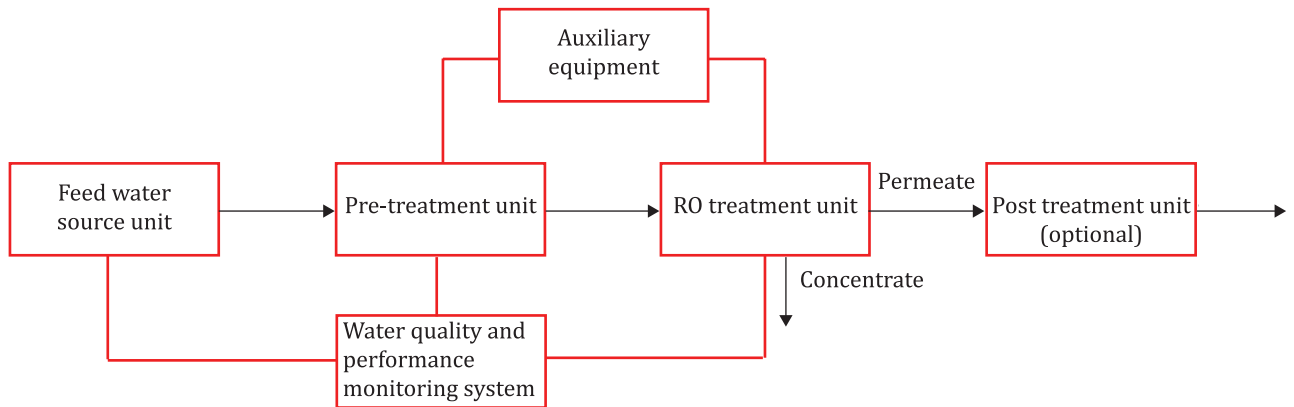 Auxiliary
equipment
Feed water
source unit
Pre-treatment unit
RO treatment unit
Permeate
Post treatment unit
(optional)
Concentrate
Water quality and
performance
monitoring system